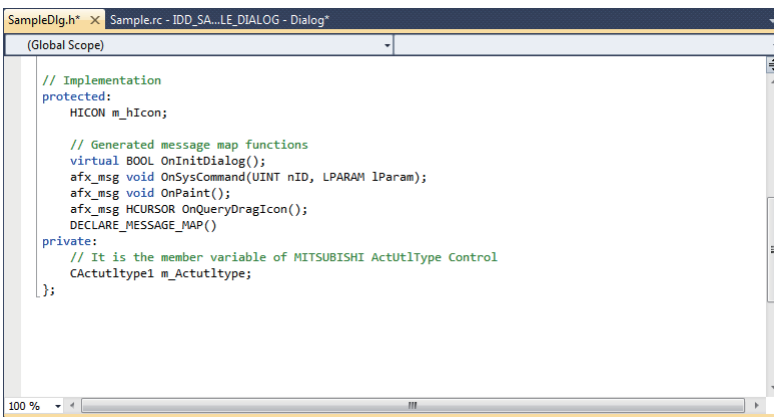 SampleDlg.h* Sample.rc - IDD_SA...LE_DIALOG - Dialog*
(Global Scope)
// Implementation
protected:
HICON m_hIcon;
// Generated message map functions
virtual BOOL OnInitDialog();
afx_msg void OnSysCommand(UINT nID, LPARAM lParam);
afx_msg void OnPaint();
afx_msg HCURSOR OnQueryDragIcon();
DECLARE_MESSAGE_MAP()
private:
// It is the member variable of MITSUBISHI ActUtlType Control
CActutltype1 m_Actutltype;
};
100 %